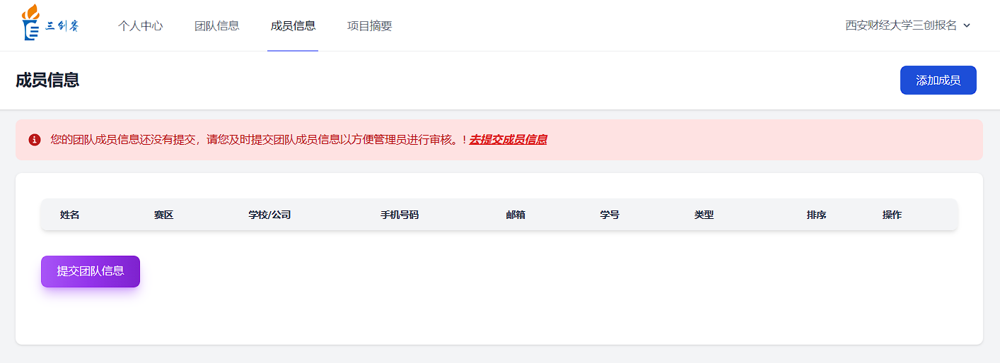 三创赛 个人中心 团队信息 成员信息 项目摘要 西安财经大学三创报名
成员信息 添加成员
您的团队成员信息还没有提交，请您及时提交团队成员信息以方便管理员进行审核。! 去提交成员信息
姓名 赛区 学校/公司 手机号码 邮箱 学号 类型 排序 操作
提交团队信息